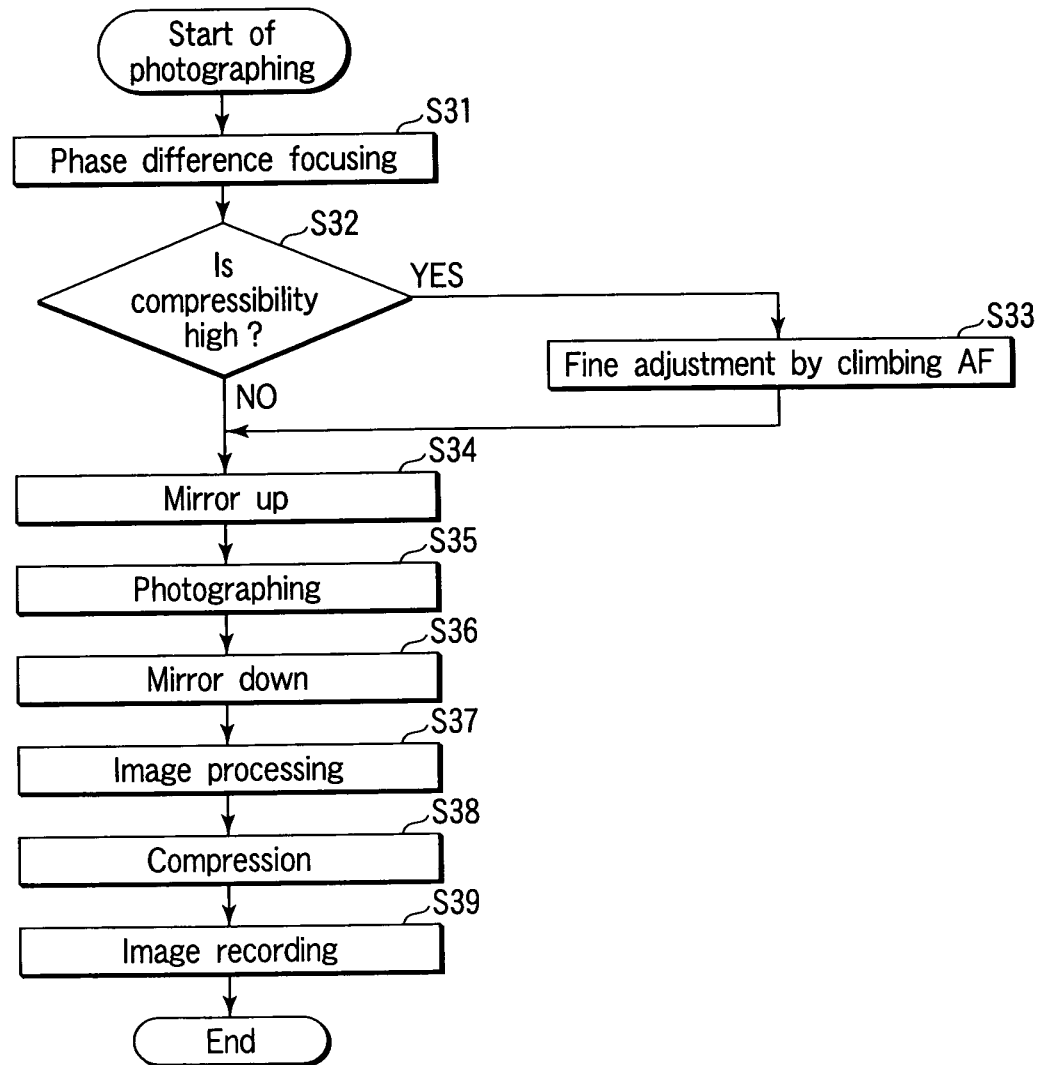 Start of
photographing
S31
Phase difference focusing
S32
Is
compressibility
high ?
YES
S33
Fine adjustment by climbing AF
NO
S34
Mirror up
S35
Photographing
S36
Mirror down
S37
Image processing
S38
Compression
S39
Image recording
End